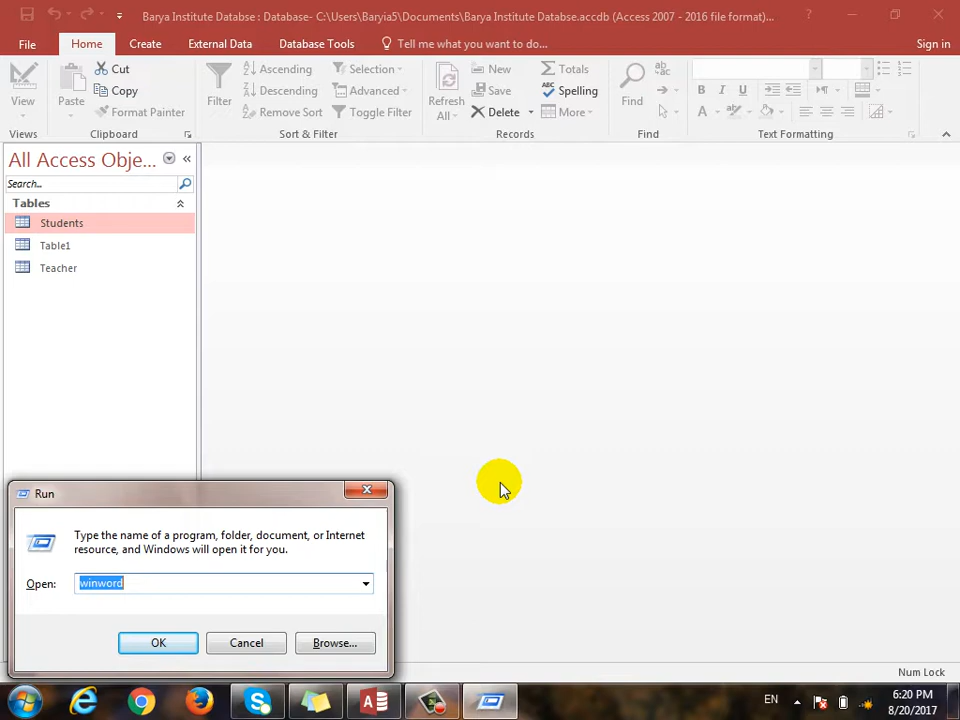 Barya Institute Databse : Database- C:\Users\Baryia5\Documents\Barya Institute Databse.accdb (Access 2007 - 2016 file format)...
File Home Create External Data Database Tools Tell me what you want to do... Sign in
View
Views
Paste
Cut
Copy
Format Painter
Clipboard
Filter
Ascending
Descending
Remove Sort
Selection
Advanced
Toggle Filter
Sort & Filter
Refresh
All
New
Save
Delete
Totals
Spelling
More
Records
Find
Find
B I U
A
Text Formatting
All Access Obje...
Search...
Tables
Students
Table1
Teacher
Run
Type the name of a program, folder, document, or Internet
resource, and Windows will open it for you.
Open: winword
OK Cancel Browse...
Num Lock
EN
6:20 PM
8/20/2017